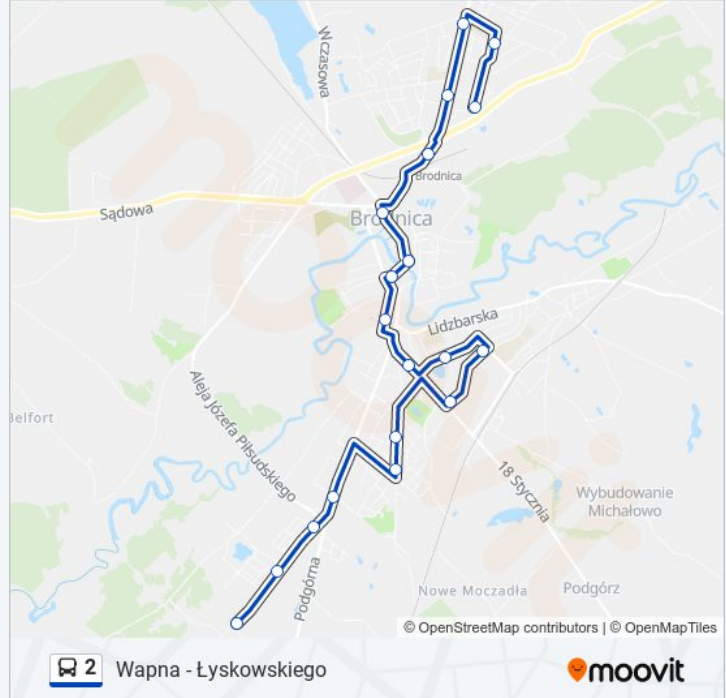 Wczasowa
Brodnica
Sądowa
Brodnica
Lidzbarska
Aleja Józefa Piłsudskiego
Belfort
18 Stycznia
Wybudowanie
Michałowo
Podgórna
Nowe Moczadła
Podgórz
© OpenStreetMap contributors | © OpenMapTiles
2 Wapna - Łyskowskiego
moovit